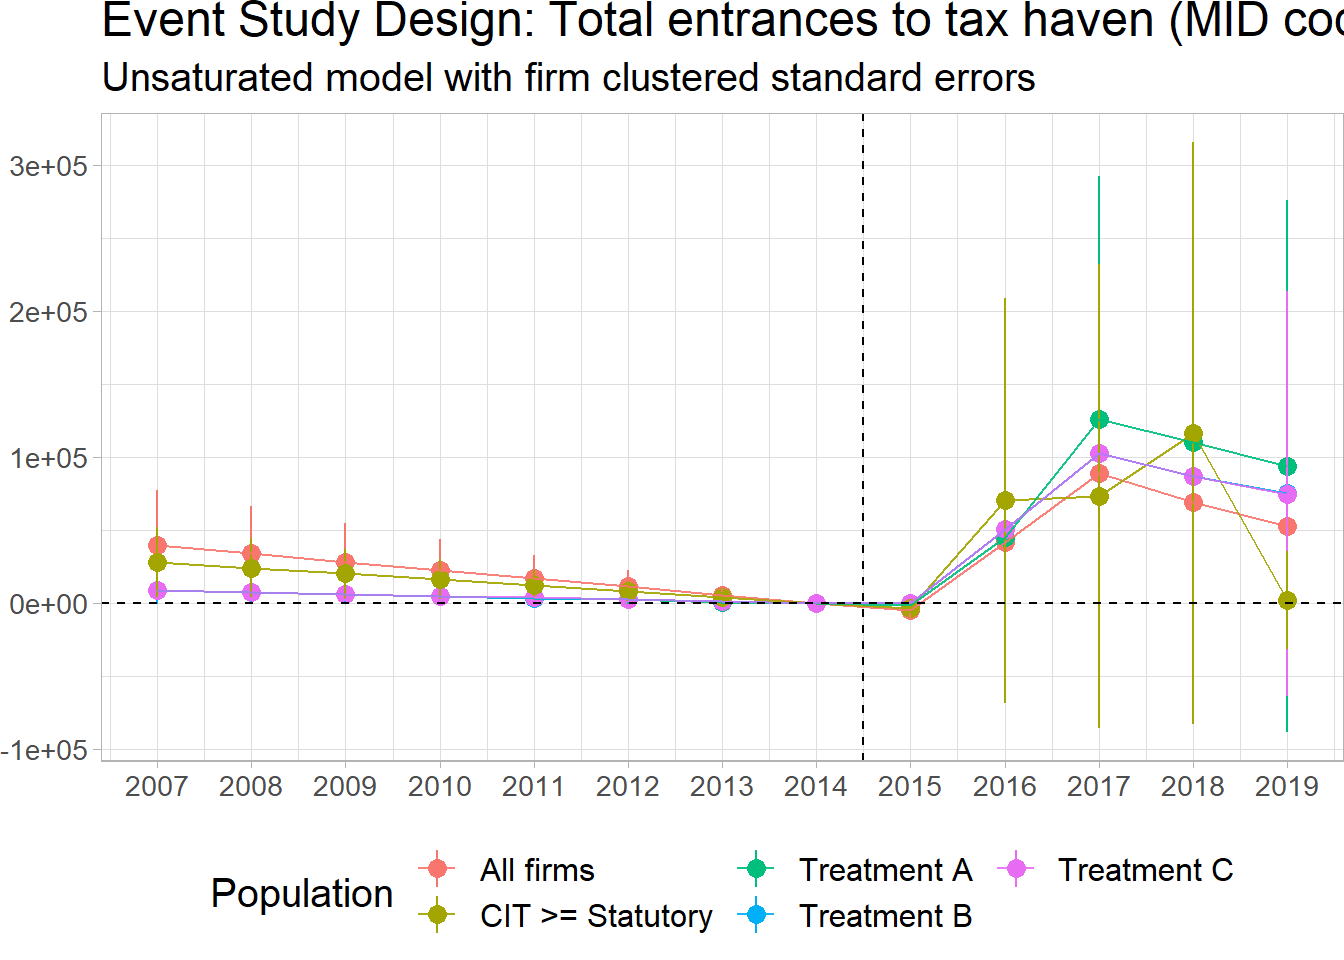 Event Study Design: Total entrances to tax haven (MID
Unsaturated model with firm clustered standard errors
3e+05
2e+05
1e+05
0e+00
-1e+05
2007 2008 2009 2010 2011 2012 2013 2014 2015 2016 2017 2018 2019
Population
All firms Treatment A Treatment C
CIT >= Statutory Treatment B